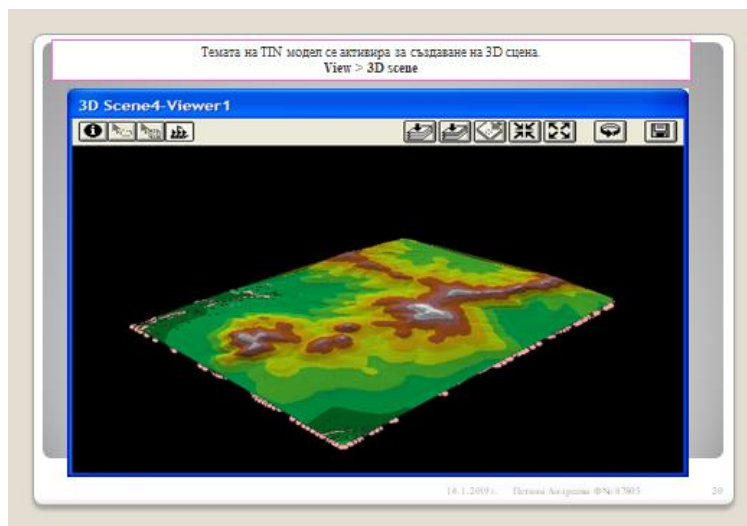 Темата на TIN модел се активира за създаване на 3D сцена.
View > 3D scene
3D Scene4-Viewer1
16.1.2009 г.
20